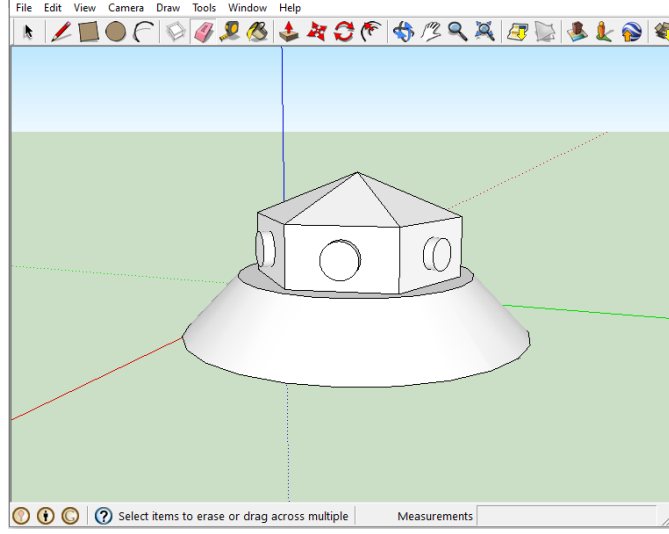 File Edit View Camera Draw Tools Window Help
Select items to erase or drag across multiple Measurements